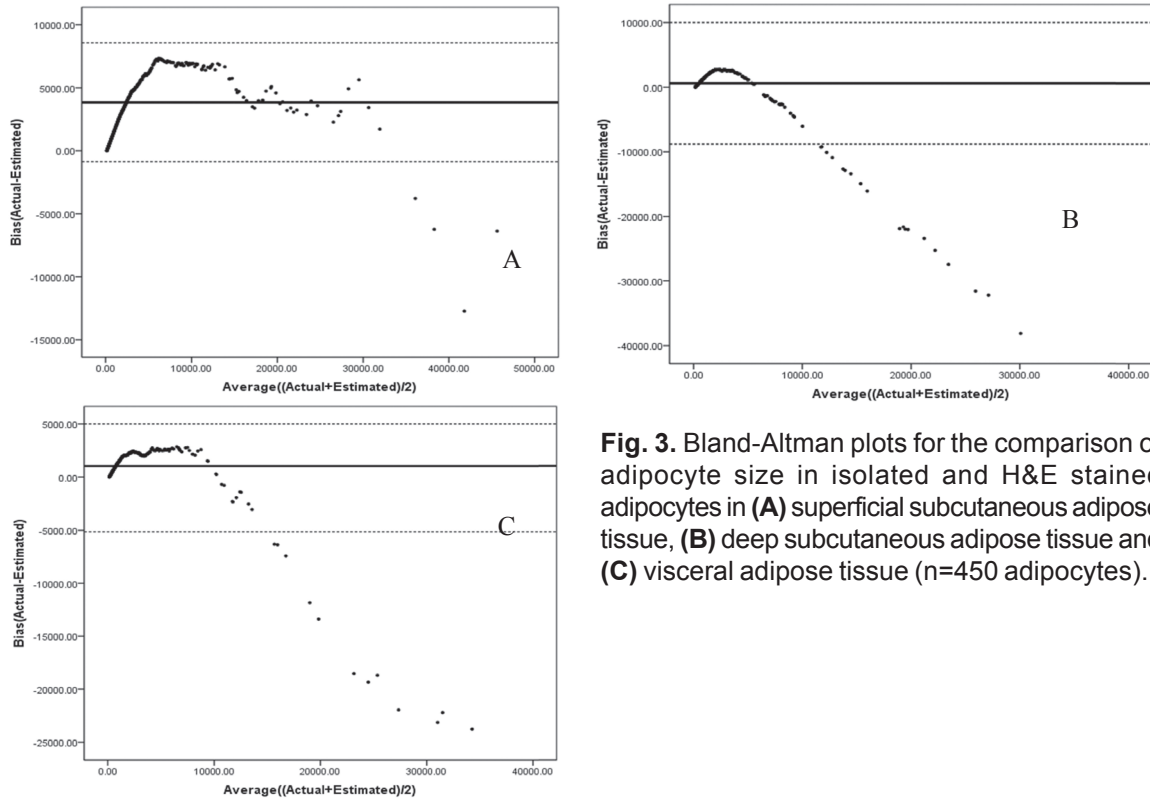 10000.00
5000.00
0.00
-5000.00
-10000.00
-15000.00
Bias(Actual-Estimated)
A
0.00 10000.00 20000.00 30000.00 40000.00 50000.00
Average((Actual+Estimated)/2)
10000.00
0.00
-10000.00
-20000.00
-30000.00
-40000.00
Bias(Actual-Estimated)
B
0.00 10000.00 20000.00 30000.00 40000.00
Average((Actual+Estimated)/2)
5000.00
0.00
-5000.00
-10000.00
-15000.00
-20000.00
-25000.00
Bias(Actual-Estimated)
C
0.00 10000.00 20000.00 30000.00 40000.00
Average((Actual+Estimated)/2)
Fig. 3. Bland-Altman plots for the comparison o
adipocyte size in isolated and H&E stained
adipocytes in (A) superficial subcutaneous adipose
tissue, (B) deep subcutaneous adipose tissue and
(C) visceral adipose tissue (n=450 adipocytes).